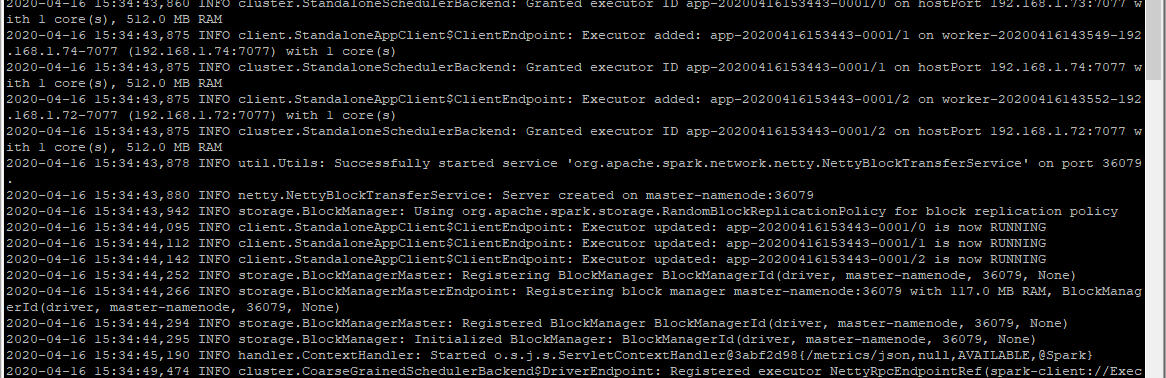 2020-04-16 15:34:43,860 INFO cluster.StandaloneSchedulerBackend: Granted executor ID app-20200416153443-0001/0 on hostPort 192.168.1.73:7077 w
ith 1 core(s), 512.0 MB RAM
2020-04-16 15:34:43,875 INFO client.StandaloneAppClient$ClientEndpoint: Executor added: app-20200416153443-0001/1 on worker-20200416143549-192
.168.1.74-7077 (192.168.1.74:7077) with 1 core(s)
2020-04-16 15:34:43,875 INFO cluster.StandaloneSchedulerBackend: Granted executor ID app-20200416153443-0001/1 on hostPort 192.168.1.74:7077 w
ith 1 core(s), 512.0 MB RAM
2020-04-16 15:34:43,875 INFO client.StandaloneAppClient$ClientEndpoint: Executor added: app-20200416153443-0001/2 on worker-20200416143552-192
.168.1.72-7077 (192.168.1.72:7077) with 1 core(s)
2020-04-16 15:34:43,875 INFO cluster.StandaloneSchedulerBackend: Granted executor ID app-20200416153443-0001/2 on hostPort 192.168.1.72:7077 w
ith 1 core(s), 512.0 MB RAM
2020-04-16 15:34:43,878 INFO util.Utils: Successfully started service 'org.apache.spark.network.netty.NettyBlockTransferService' on port 36079
.
2020-04-16 15:34:43,880 INFO netty.NettyBlockTransferService: Server created on master-namenode:36079
2020-04-16 15:34:43,942 INFO storage.BlockManager: Using org.apache.spark.storage.RandomBlockReplicationPolicy for block replication policy
2020-04-16 15:34:44,095 INFO client.StandaloneAppClient$ClientEndpoint: Executor updated: app-20200416153443-0001/0 is now RUNNING
2020-04-16 15:34:44,112 INFO client.StandaloneAppClient$ClientEndpoint: Executor updated: app-20200416153443-0001/1 is now RUNNING
2020-04-16 15:34:44,142 INFO client.StandaloneAppClient$ClientEndpoint: Executor updated: app-20200416153443-0001/2 is now RUNNING
2020-04-16 15:34:44,252 INFO storage.BlockManagerMaster: Registering BlockManager BlockManagerId(driver, master-namenode, 36079, None)
2020-04-16 15:34:44,266 INFO storage.BlockManagerMasterEndpoint: Registering block manager master-namenode:36079 with 117.0 MB RAM, BlockManag
erId(driver, master-namenode, 36079, None)
2020-04-16 15:34:44,294 INFO storage.BlockManagerMaster: Registered BlockManager BlockManagerId(driver, master-namenode, 36079, None)
2020-04-16 15:34:44,295 INFO storage.BlockManager: Initialized BlockManager: BlockManagerId(driver, master-namenode, 36079, None)
2020-04-16 15:34:45,190 INFO handler.ContextHandler: Started o.s.j.s.ServletContextHandler@3abf2d98{/metrics/json,null,AVAILABLE,@Spark}
2020-04-16 15:34:49,474 INFO cluster.CoarseGrainedSchedulerBackend$DriverEndpoint: Registered executor NettyRpcEndpointRef(spark-client://Exec